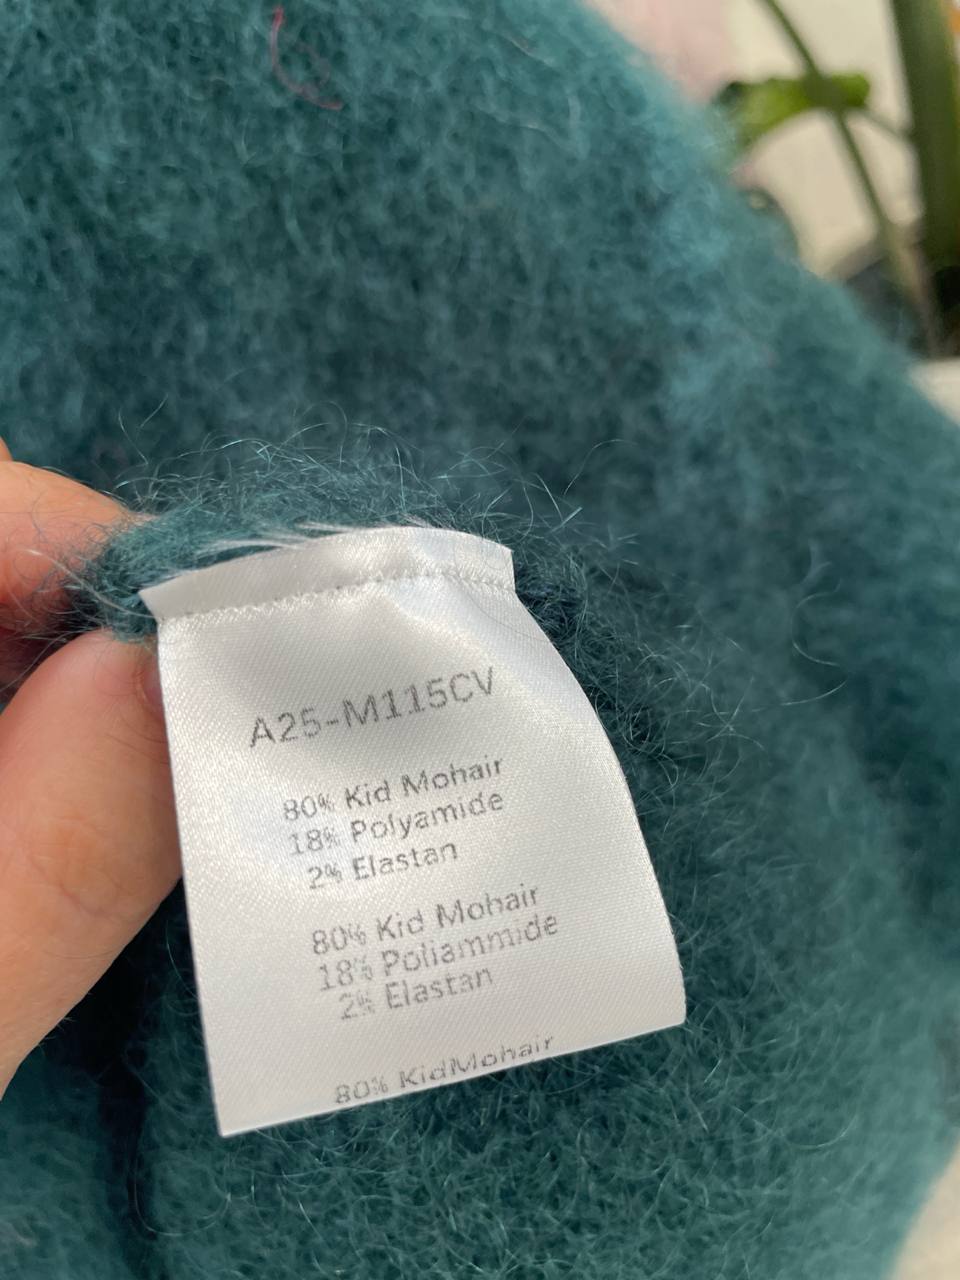 A25-M115CV
80% Kid Mohair
18% Polyamide
2% Elastan
80% Kid Mohair
18% Poliammide
2% Elastan
80% KidMohair